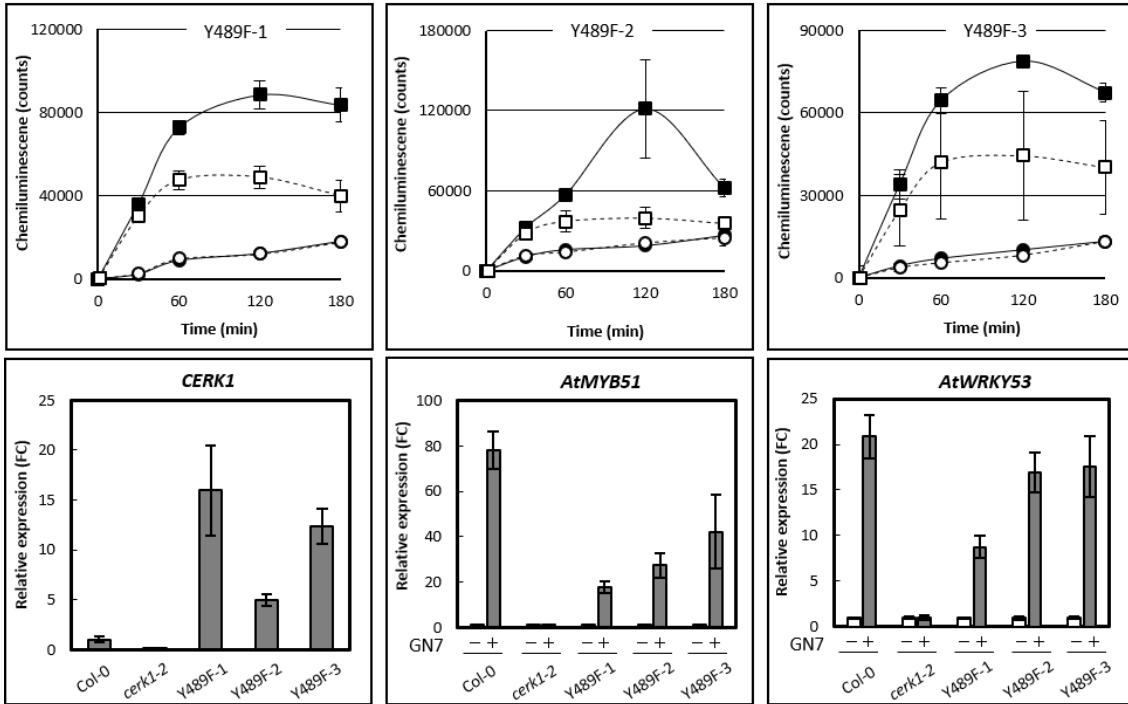 Y489F-1
Chemiluminescene (counts)
120000
80000
40000
0
0 60 120 180
Time (min)
Y489F-2
Chemiluminescene (counts)
180000
120000
60000
0
0 60 120 180
Time (min)
Y489F-3
Chemiluminescene (counts)
90000
60000
30000
0
0 60 120 180
Time (min)
CERK1
Relative expression (FC)
25
20
15
10
5
0
Col-0 cerk1-2 Y489F-1 Y489F-2 Y489F-3
AtMYB51
Relative expression (FC)
100
80
60
40
20
0
GN7 − + − + − + − + − +
Col-0 cerk1-2 Y489F-1 Y489F-2 Y489F-3
AtWRKY53
Relative expression (FC)
25
20
15
10
5
0
GN7 − + − + − + − + − +
Col-0 cerk1-2 Y489F-1 Y489F-2 Y489F-3